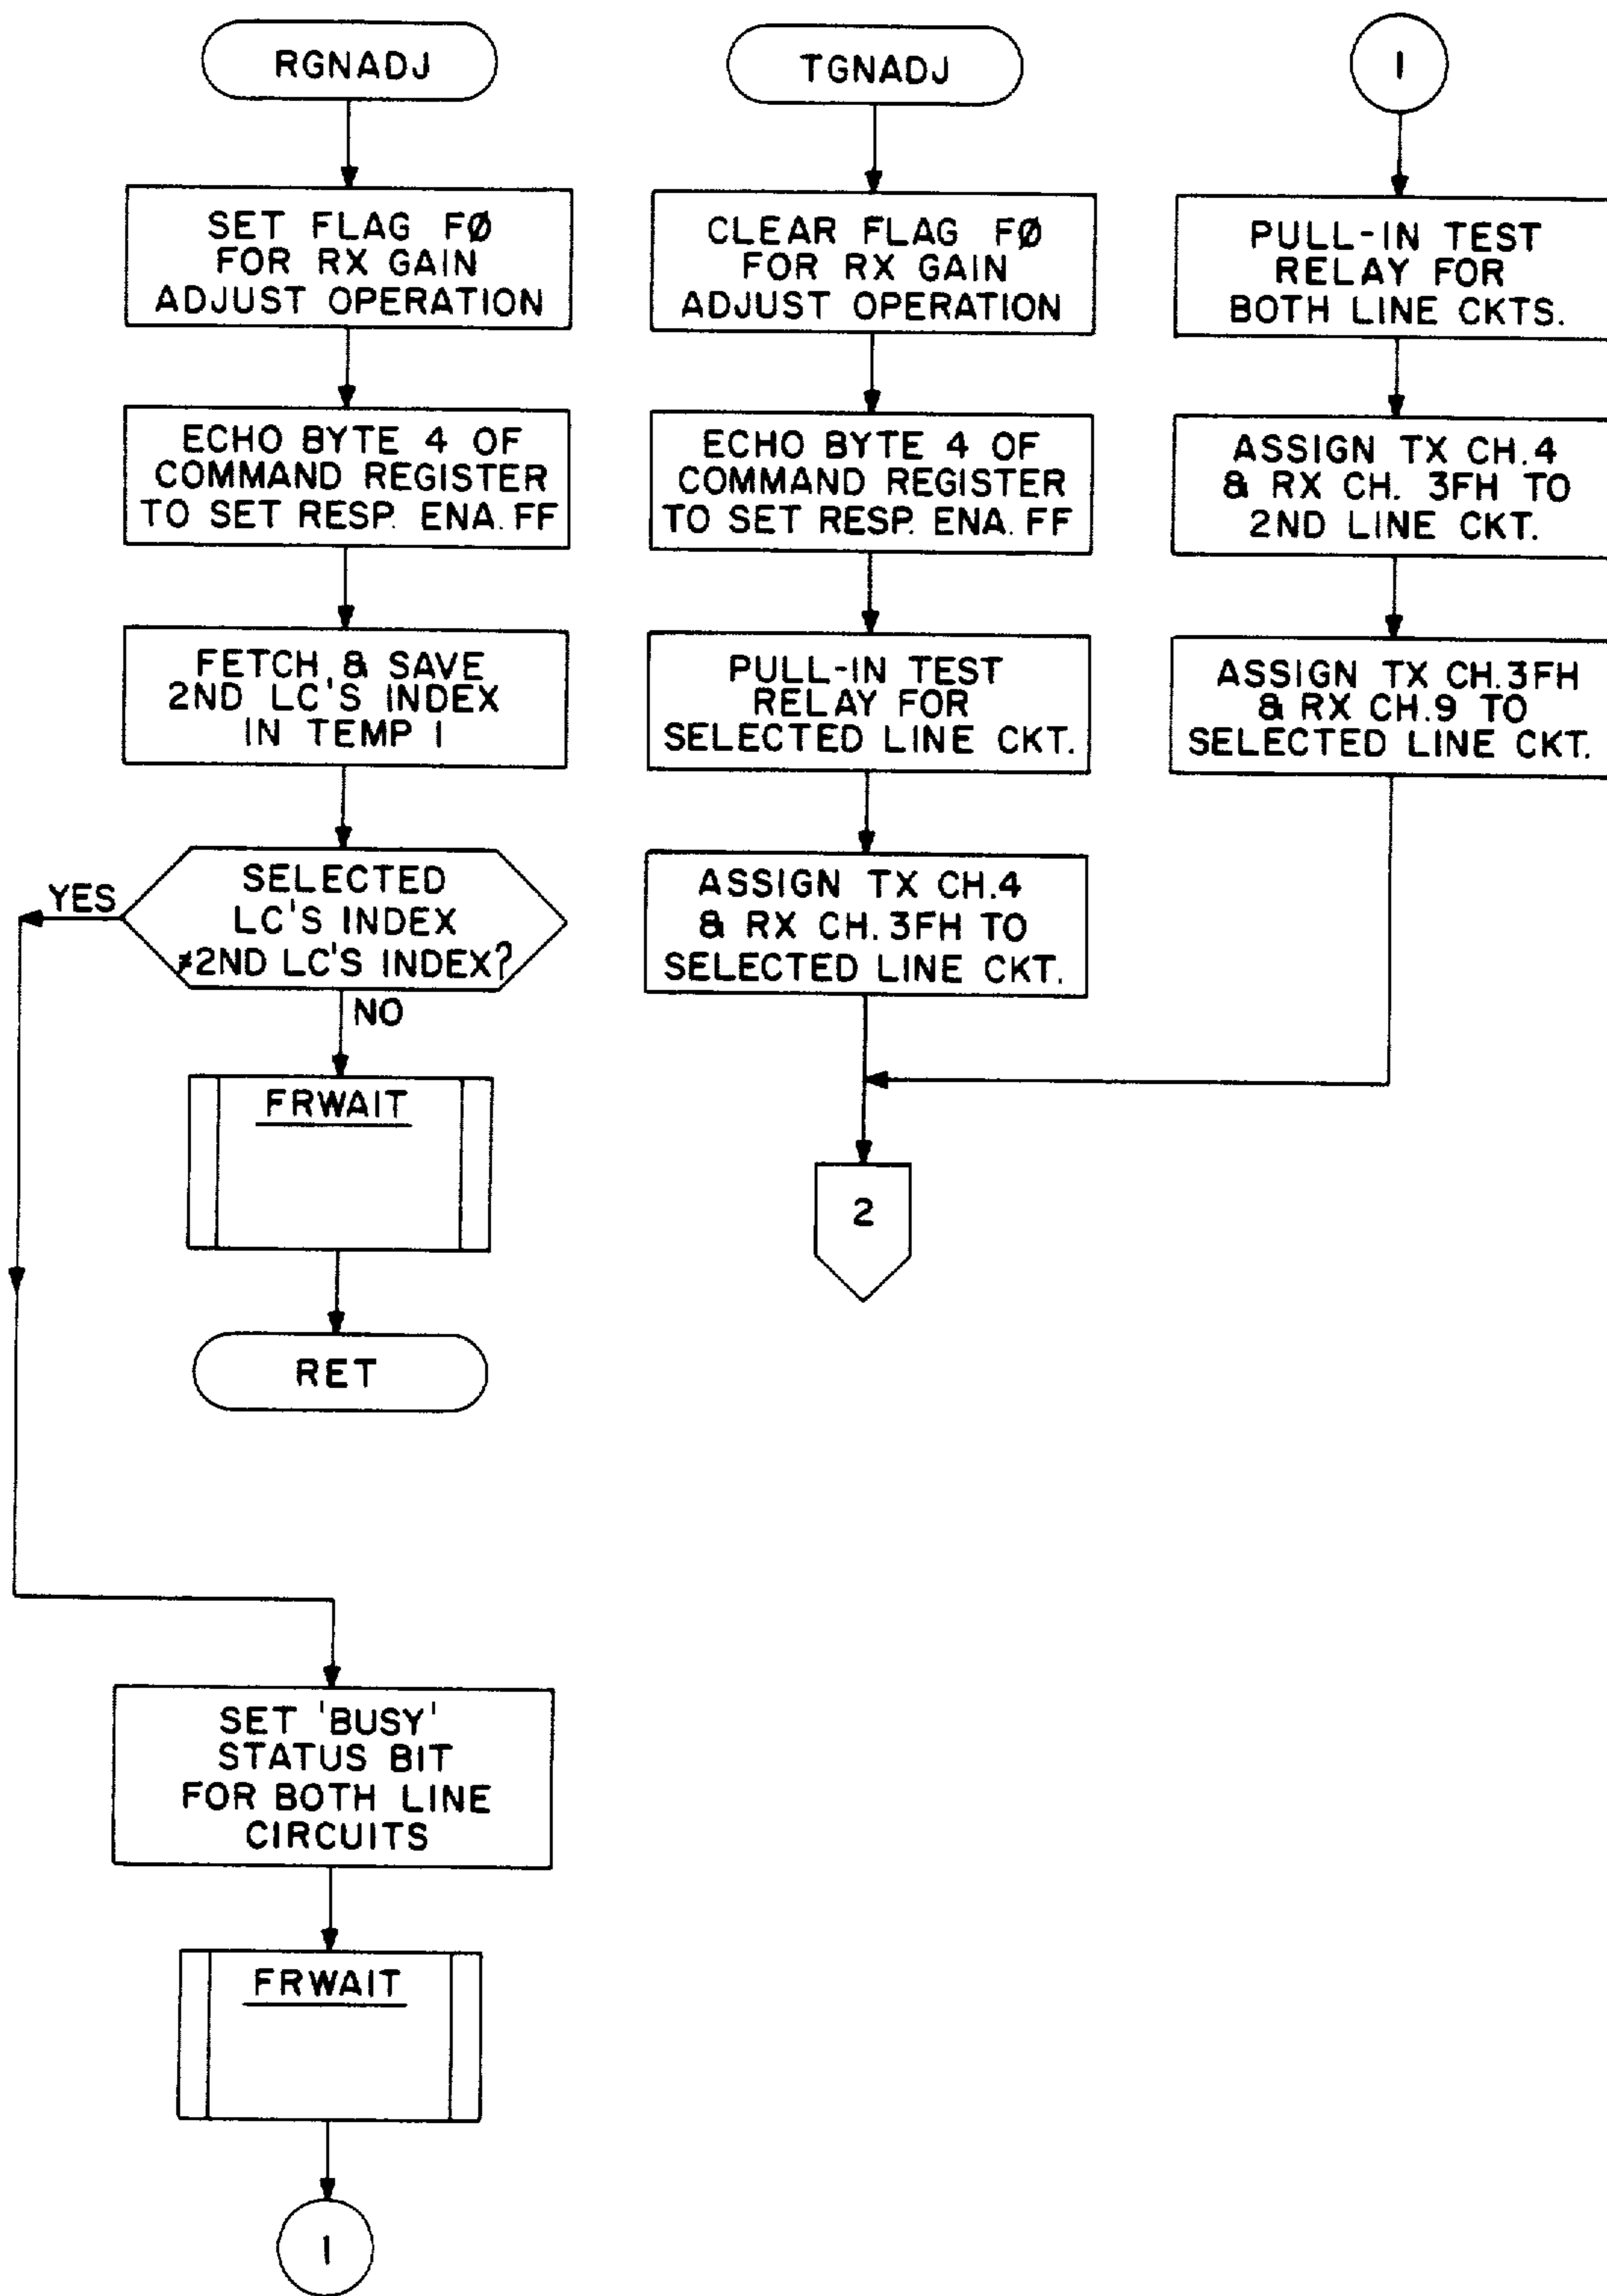 RGNADJ
SET FLAG FØ
FOR RX GAIN
ADJUST OPERATION
ECHO BYTE 4 OF
COMMAND REGISTER
TO SET RESP. ENA. FF
FETCH & SAVE
2ND LC'S INDEX
IN TEMP 1
SELECTED
LC'S INDEX
≠2ND LC'S INDEX?
YES
NO
FRWAIT
RET
SET 'BUSY'
STATUS BIT
FOR BOTH LINE
CIRCUITS
FRWAIT
1
TGNADJ
CLEAR FLAG FØ
FOR RX GAIN
ADJUST OPERATION
ECHO BYTE 4 OF
COMMAND REGISTER
TO SET RESP. ENA. FF
PULL-IN TEST
RELAY FOR
SELECTED LINE CKT.
ASSIGN TX CH.4
& RX CH. 3FH TO
SELECTED LINE CKT.
2
1
PULL-IN TEST
RELAY FOR
BOTH LINE CKTS.
ASSIGN TX CH.4
& RX CH. 3FH TO
2ND LINE CKT.
ASSIGN TX CH.3FH
& RX CH.9 TO
SELECTED LINE CKT.